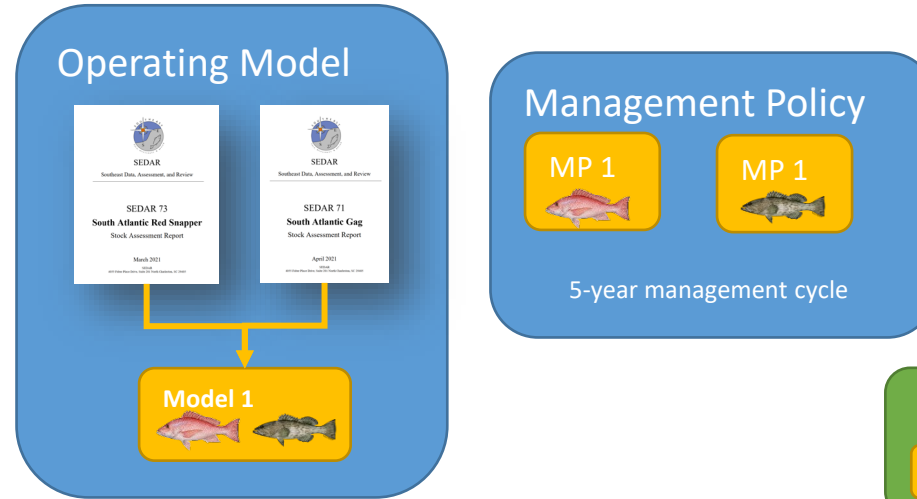 Operating Model
SEDAR
Southeast Data, Assessment, and Review
SEDAR 73
South Atlantic Red Snapper
Stock Assessment Report
March 2021
SEDAR
SEDAR
Southeast Data, Assessment, and Review
SEDAR 71
South Atlantic Gag
Stock Assessment Report
April 2021
SEDAR
Model 1
Management Policy
MP 1
MP 1
5-year management cycle